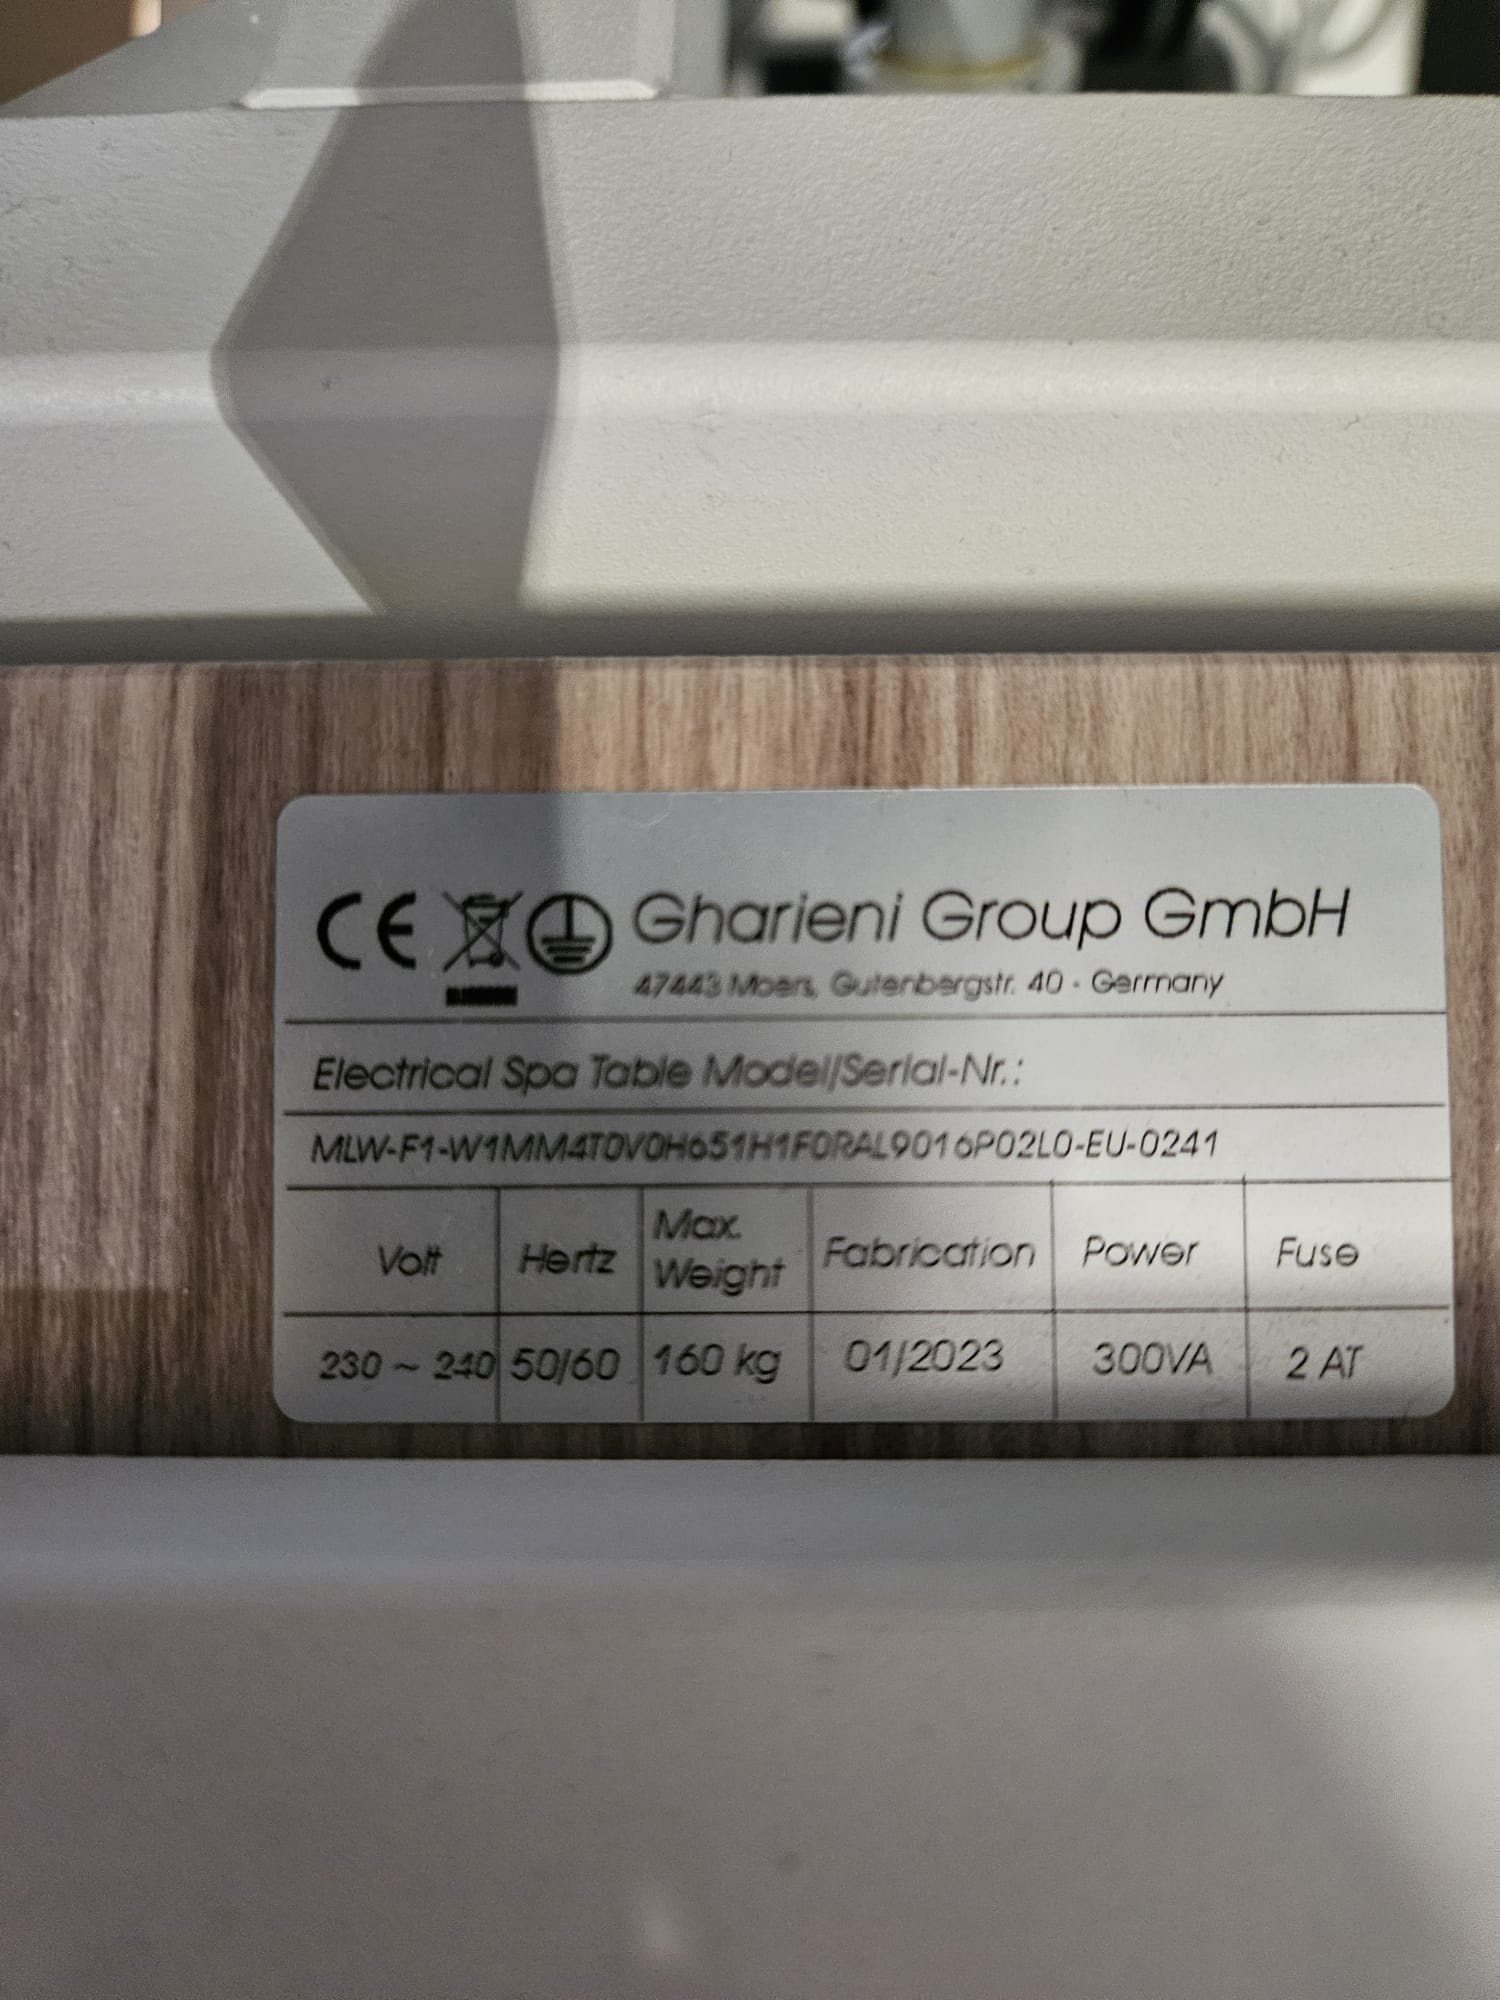 CE Gharieni Group GmbH
47443 Moers, Gutenbergstr. 40 - Germany
Electrical Spa Table Model/Serial-Nr.:
MLW-F1-W1MM4T0V0H651H1F0RAL9016P02L0-EU-0241
Volt Hertz Max. Weight Fabrication Power Fuse
230 ~ 240 50/60 160 kg 01/2023 300VA 2 AT